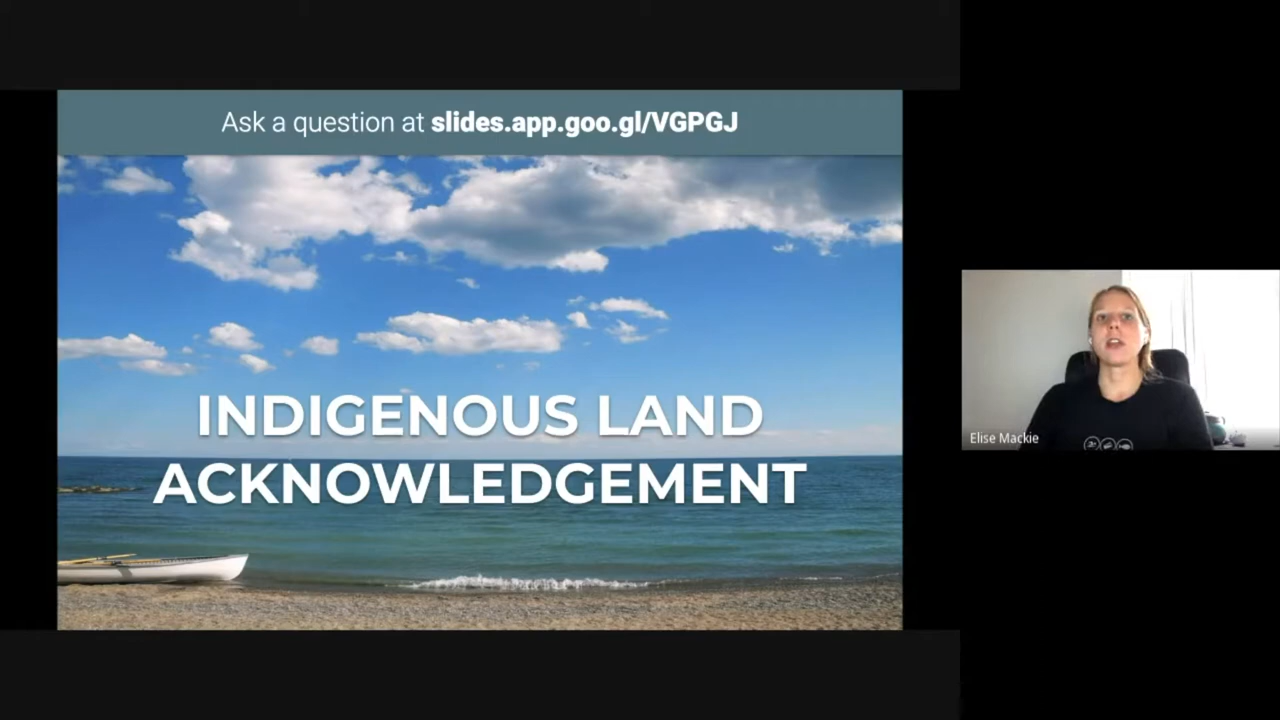 Ask a question at slides.app.goo.gl/VGPGJ
INDIGENOUS LAND
ACKNOWLEDGEMENT
Elise Mackie